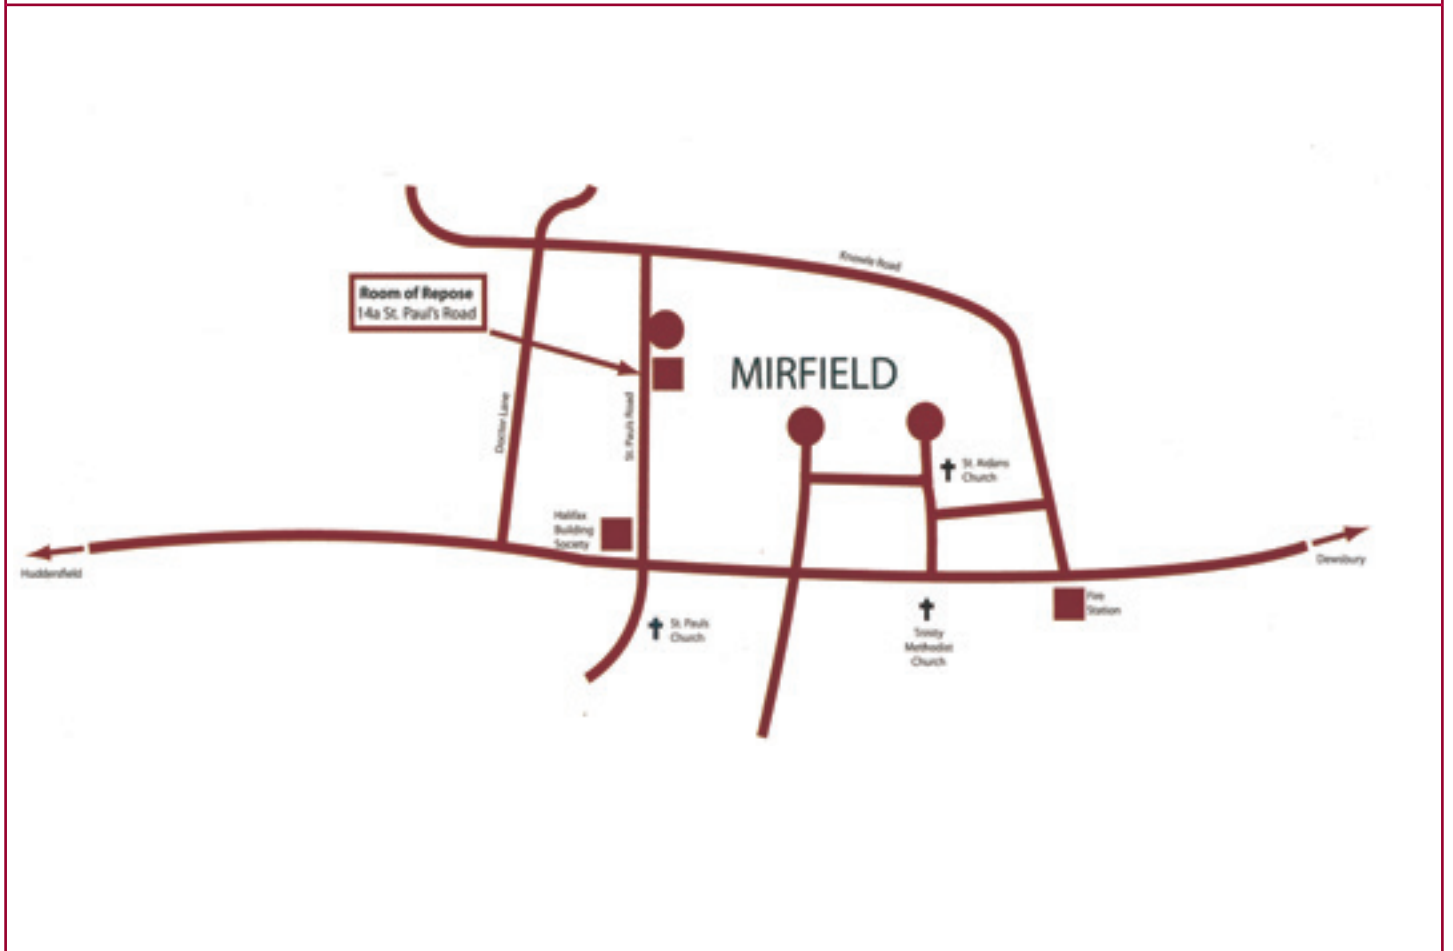 Knowle Road
Room of Repose
14a St. Paul's Road
MIRFIELD
Doctor Lane
St. Pauls Road
St. Aidans
Church
Halifax
Building
Society
Huddersfield
Dewsbury
Fire
Station
St. Pauls
Church
Trinity
Methodist
Church